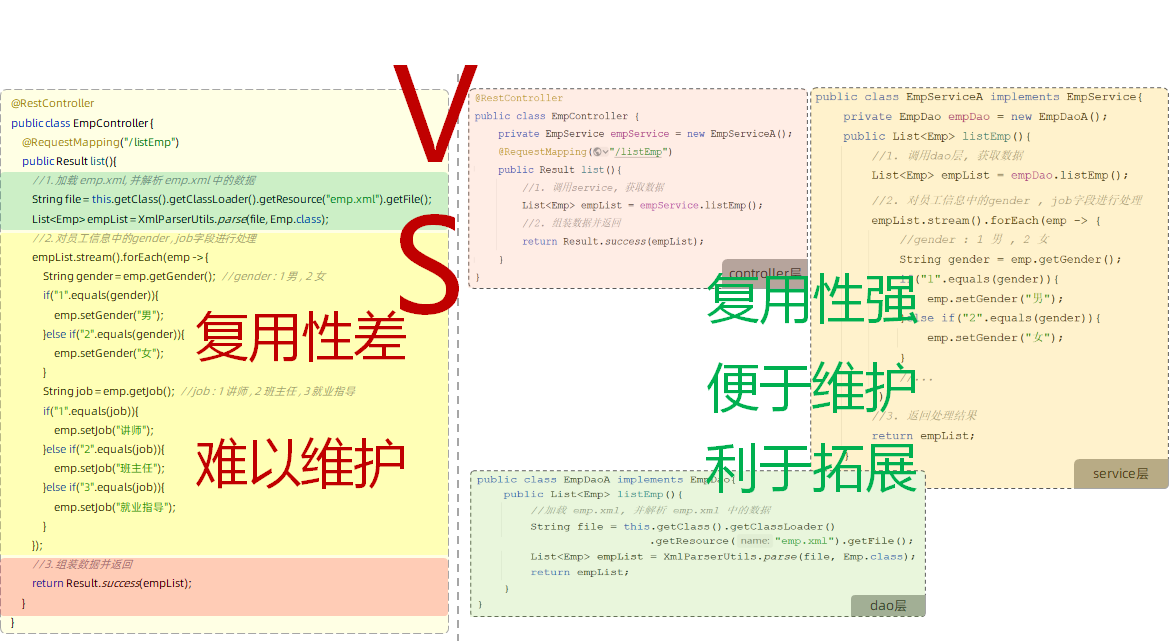 @RestController
public class EmpController {
@RequestMapping("/listEmp")
public Result list(){
//1.加载 emp.xml,并解析 emp.xml中的数据
String file = this.getClass().getClassLoader().getResource("emp.xml").getFile();
List<Emp> empList = XmlParserUtils.parse(file, Emp.class);
//2.对员工信息中的gender,job字段进行处理
empList.stream().forEach(emp -> {
String gender = emp.getGender(); //gender : 1 男 , 2 女
if("1".equals(gender)){
emp.setGender("男");
}else if("2".equals(gender)){
emp.setGender("女");
}
String job = emp.getJob(); //job : 1 讲师 , 2 班主任 , 3 就业指导
if("1".equals(job)){
emp.setJob("讲师");
}else if("2".equals(job)){
emp.setJob("班主任");
}else if("3".equals(job)){
emp.setJob("就业指导");
}
});
//3.组装数据并返回
return Result.success(empList);
}
}
复用性差
难以维护
V
S
@RestController
public class EmpController {
private EmpService empService = new EmpServiceA();
@RequestMapping("/listEmp")
public Result list(){
//1. 调用service, 获取数据
List<Emp> empList = empService.listEmp();
//2. 组装数据并返回
return Result.success(empList);
}
}
controller层
public class EmpServiceA implements EmpService{
private EmpDao empDao = new EmpDaoA();
public List<Emp> listEmp(){
//1. 调用dao层, 获取数据
List<Emp> empList = empDao.listEmp();
//2. 对员工信息中的gender , job字段进行处理
empList.stream().forEach(emp -> {
//gender : 1 男 , 2 女
String gender = emp.getGender();
if("1".equals(gender)){
emp.setGender("男");
}else if("2".equals(gender)){
emp.setGender("女");
}
//...
//3. 返回处理结果
return empList;
}
service层
复用性强
便于维护
利于拓展
public class EmpDaoA implements EmpDao{
public List<Emp> listEmp(){
//加载 emp.xml, 并解析 emp.xml 中的数据
String file = this.getClass().getClassLoader()
.getResource( name: "emp.xml").getFile();
List<Emp> empList = XmlParserUtils.parse(file, Emp.class);
return empList;
}
}
dao层